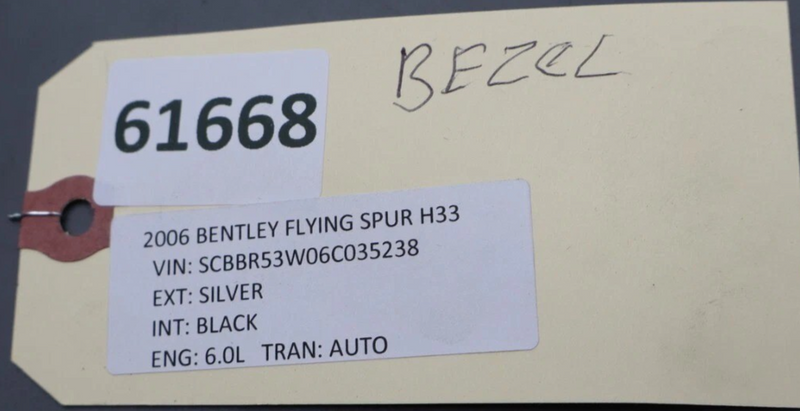 BEZEL
61668
2006 BENTLEY FLYING SPUR H33
VIN: SCBBR53W06C035238
EXT: SILVER
INT: BLACK
ENG: 6.0L TRAN: AUTO